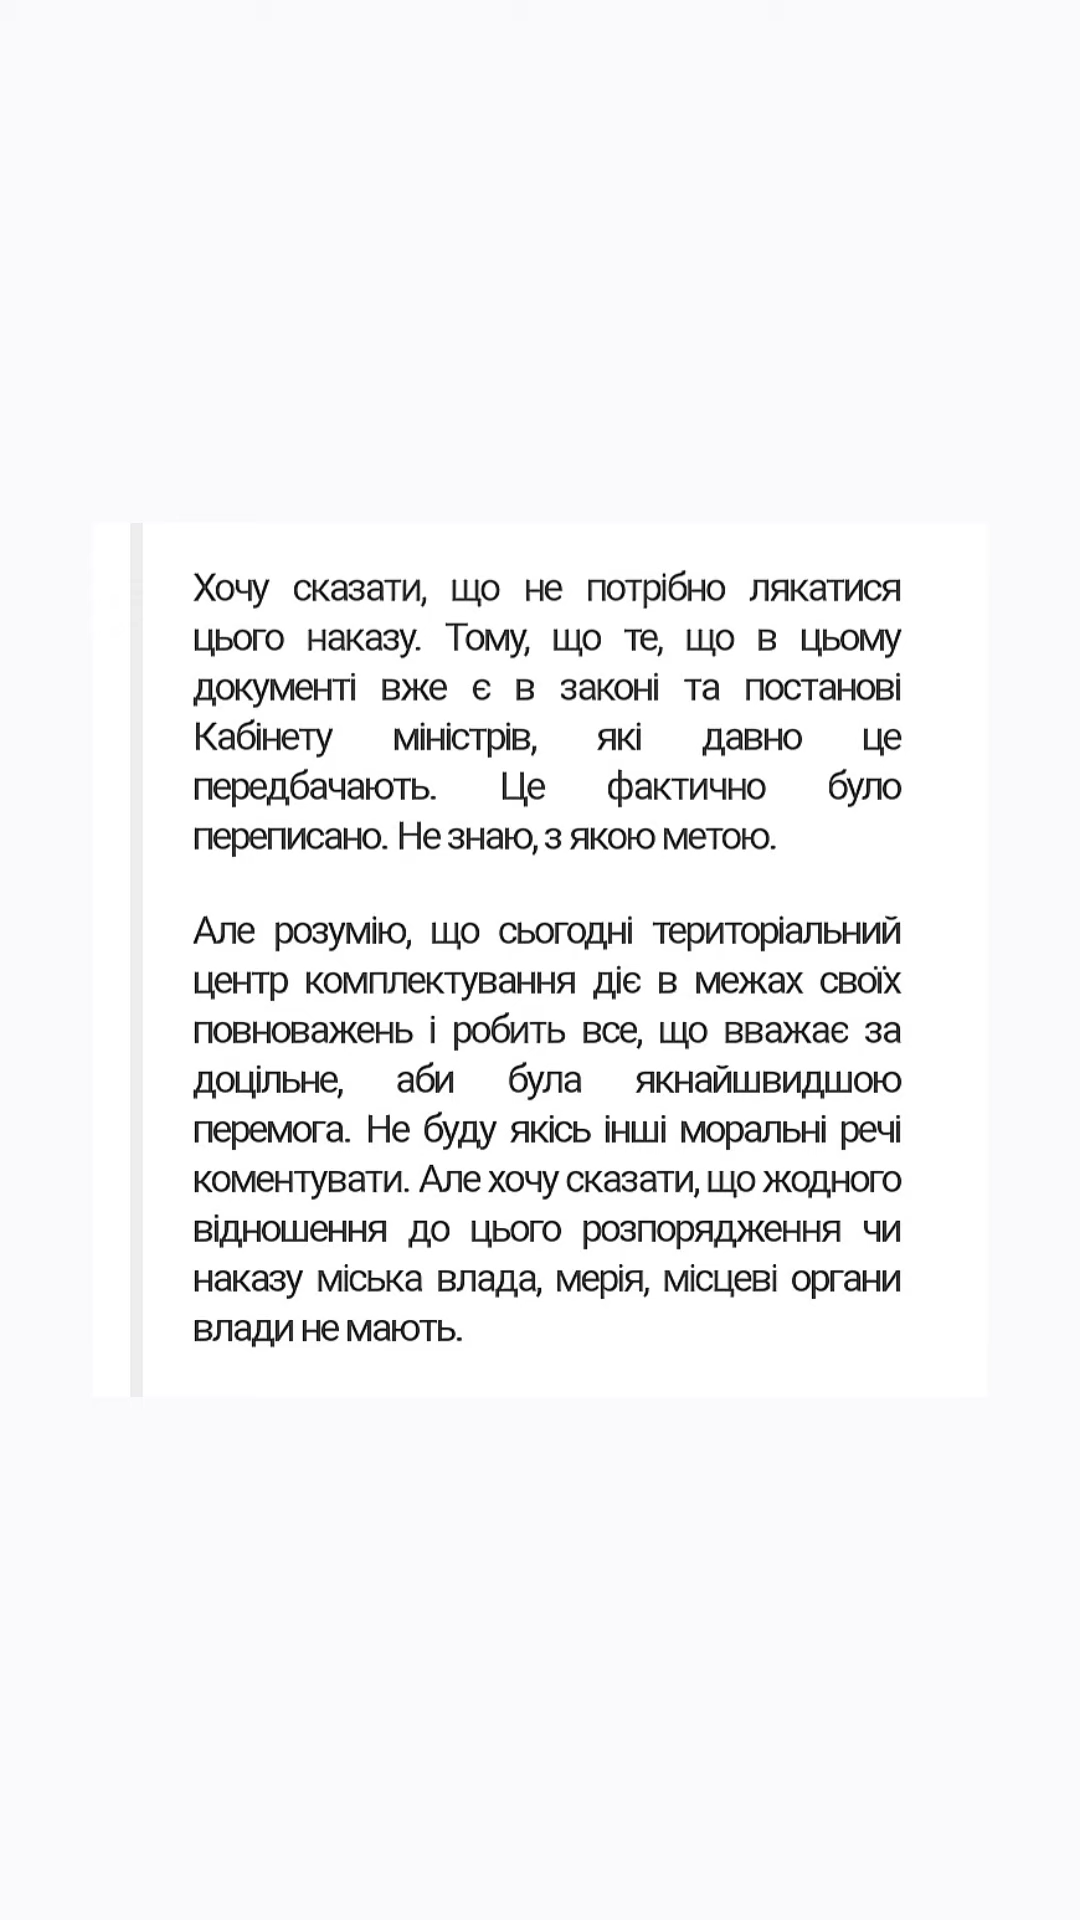 Хочу сказати, що не потрібно лякатися
цього наказу. Тому, що те, що в цьому
документі вже є в законі та постанові
Кабінету міністрів, які давно це
передбачають. Це фактично було
переписано. Не знаю, з якою метою.
Але розумію, що сьогодні територіальний
центр комплектування діє в межах своїх
повноважень і робить все, що вважає за
доцільне, аби була якнайшвидшою
перемога. Не буду якісь інші моральні речі
коментувати. Але хочу сказати, що жодного
відношення до цього розпорядження чи
наказу міська влада, мерія, місцеві органи
влади не мають.